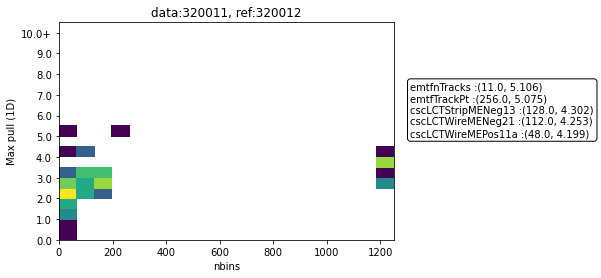 data:320011, ref:320012
10.0+
9.0
8.0
7.0
6.0
5.0
4.0
3.0
2.0
1.0
0.0
Max pull (1D)
0
200
400
600
800
1000
1200
nbins
emtfnTracks :(11.0, 5.106)
emtfTrackPt :(256.0, 5.075)
cscLCTStripMENeg13 :(128.0, 4.302)
cscLCTWireMENeg21 :(112.0, 4.253)
cscLCTWireMEPos11a :(48.0, 4.199)